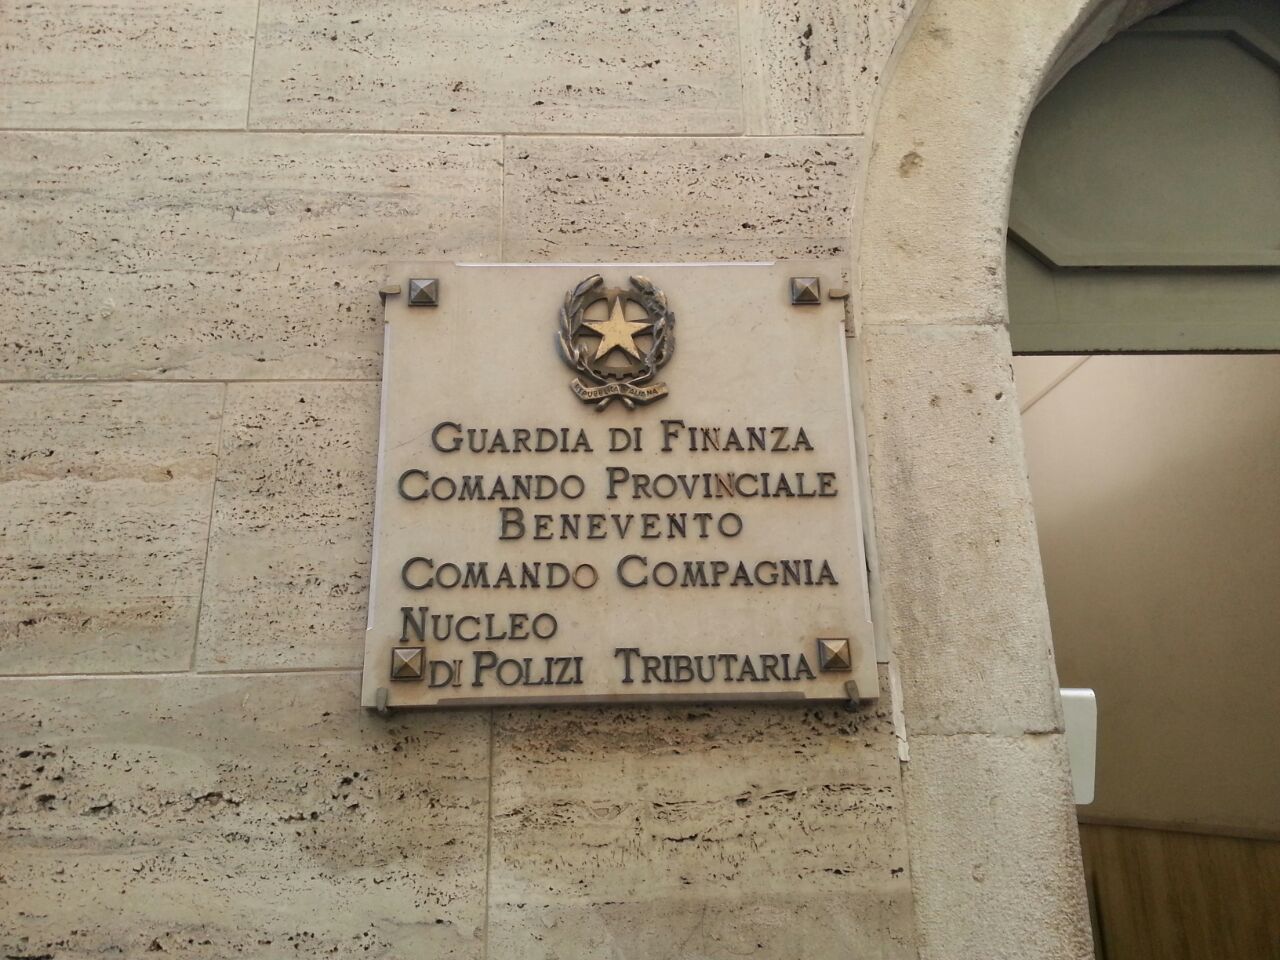 REPUBBLICA ITALIANA
GUARDIA DI FINANZA
COMANDO PROVINCIALE
BENEVENTO
COMANDO COMPAGNIA
NUCLEO
DI POLIZI TRIBUTARIA